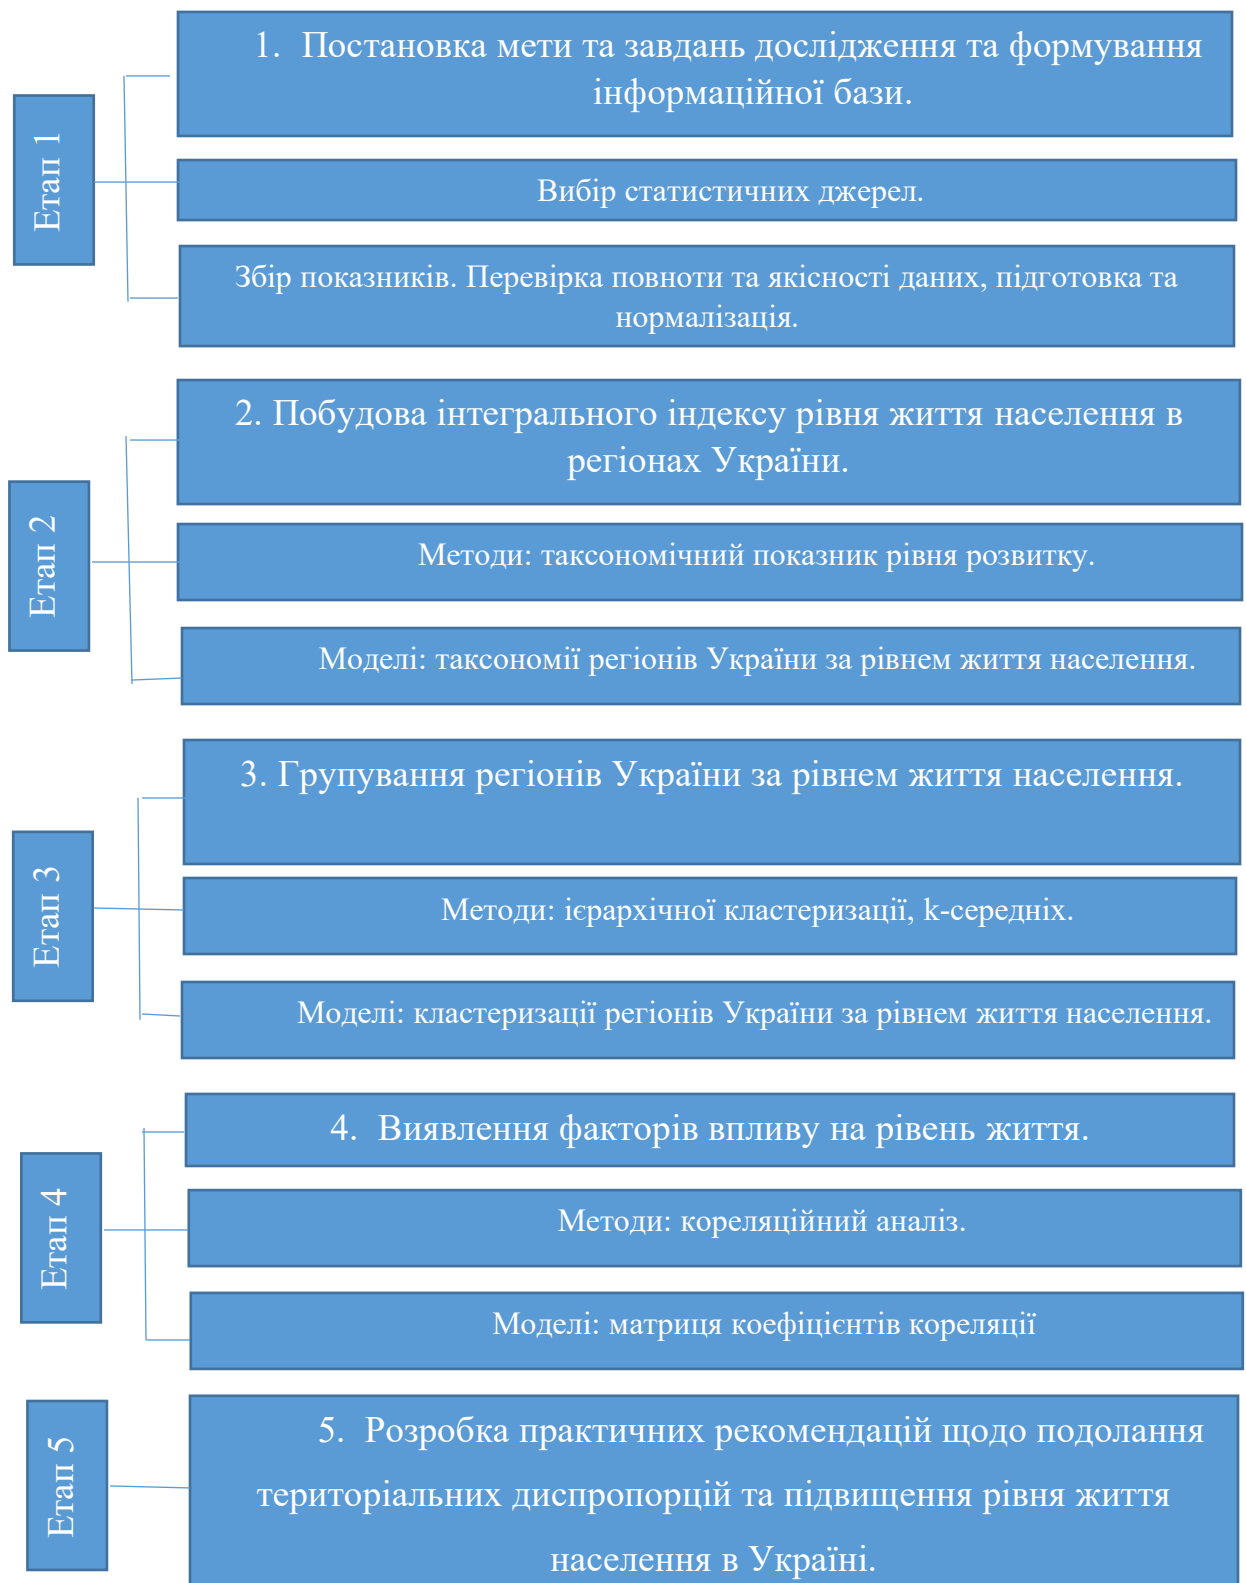 Етап 1
1. Постановка мети та завдань дослідження та формування
інформаційної бази.
Вибір статистичних джерел.
Збір показників. Перевірка повноти та якісності даних, підготовка та
нормалізація.
Етап 2
2. Побудова інтегрального індексу рівня життя населення в
регіонах України.
Методи: таксономічний показник рівня розвитку.
Моделі: таксономії регіонів України за рівнем життя населення.
Етап 3
3. Групування регіонів України за рівнем життя населення.
Методи: ієрархічної кластеризації, k-середніх.
Моделі: кластеризації регіонів України за рівнем життя населення.
Етап 4
4. Виявлення факторів впливу на рівень життя.
Методи: кореляційний аналіз.
Моделі: матриця коефіцієнтів кореляції
Етап 5
5. Розробка практичних рекомендацій щодо подолання
територіальних диспропорцій та підвищення рівня життя
населення в Україні.